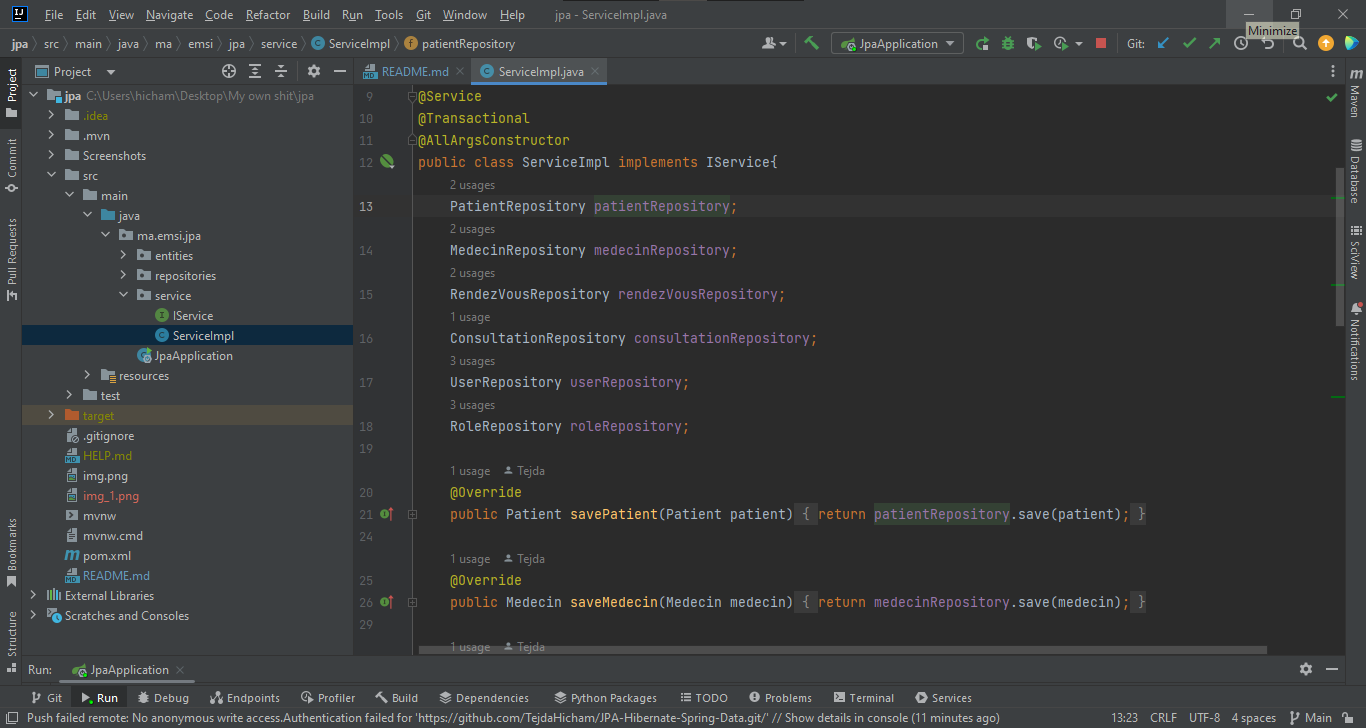 File Edit View Navigate Code Refactor Build Run Tools Git Window Help jpa - ServiceImpl.java
Minimize
jpa src main java ma emsi jpa service ServiceImpl patientRepository JpaApplication Git:
Project README.md ServiceImpl.java
jpa C:\Users\hicham\Desktop\My own shit\jpa
.idea
.mvn
Screenshots
src
main
java
ma.emsi.jpa
entities
repositories
service
IService
ServiceImpl
JpaApplication
resources
test
target
.gitignore
HELP.md
img.png
img_1.png
mvnw
mvnw.cmd
pom.xml
README.md
External Libraries
Scratches and Consoles
Project
Commit
Pull Requests
Bookmarks
Structure
9 @Service
10 @Transactional
11 @AllArgsConstructor
12 public class ServiceImpl implements IService{
2 usages
13 PatientRepository patientRepository;
2 usages
14 MedecinRepository medecinRepository;
2 usages
15 RendezVousRepository rendezVousRepository;
1 usage
16 ConsultationRepository consultationRepository;
3 usages
17 UserRepository userRepository;
3 usages
18 RoleRepository roleRepository;
19
1 usage Tejda
20 @Override
21 public Patient savePatient(Patient patient) { return patientRepository.save(patient); }
24
1 usage Tejda
25 @Override
26 public Medecin saveMedecin(Medecin medecin) { return medecinRepository.save(medecin); }
29
1 usage Tejda
Maven
Database
SciView
Notifications
Run: JpaApplication
Git Run Debug Endpoints Profiler Build Dependencies Python Packages TODO Problems Terminal Services
Push failed remote: No anonymous write access.Authentication failed for 'https://github.com/TejdaHicham/JPA-Hibernate-Spring-Data.git/' // Show details in console (11 minutes ago) 13:23 CRLF UTF-8 4 spaces Main